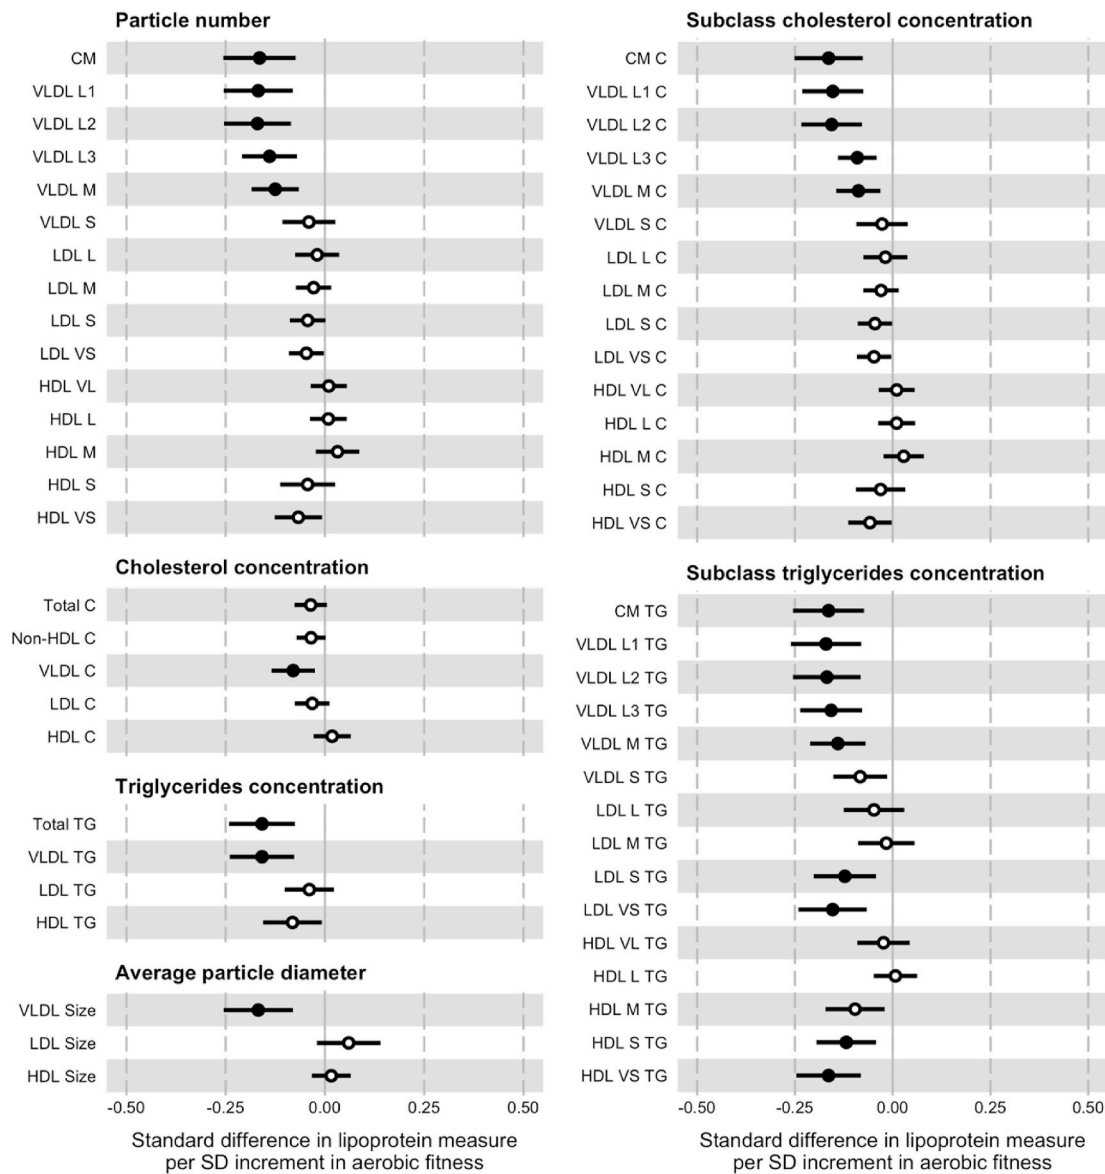 Particle number
CM
VLDL L1
VLDL L2
VLDL L3
VLDL M
VLDL S
LDL L
LDL M
LDL S
LDL VS
HDL VL
HDL L
HDL M
HDL S
HDL VS
Cholesterol concentration
Total C
Non-HDL C
VLDL C
LDL C
HDL C
Triglycerides concentration
Total TG
VLDL TG
LDL TG
HDL TG
Average particle diameter
VLDL Size
LDL Size
HDL Size
-0.50 -0.25 0.00 0.25 0.50
Standard difference in lipoprotein measure
per SD increment in aerobic fitness
Subclass cholesterol concentration
CM C
VLDL L1 C
VLDL L2 C
VLDL L3 C
VLDL M C
VLDL S C
LDL L C
LDL M C
LDL S C
LDL VS C
HDL VL C
HDL L C
HDL M C
HDL S C
HDL VS C
Subclass triglycerides concentration
CM TG
VLDL L1 TG
VLDL L2 TG
VLDL L3 TG
VLDL M TG
VLDL S TG
LDL L TG
LDL M TG
LDL S TG
LDL VS TG
HDL VL TG
HDL L TG
HDL M TG
HDL S TG
HDL VS TG
-0.50 -0.25 0.00 0.25 0.50
Standard difference in lipoprotein measure
per SD increment in aerobic fitness